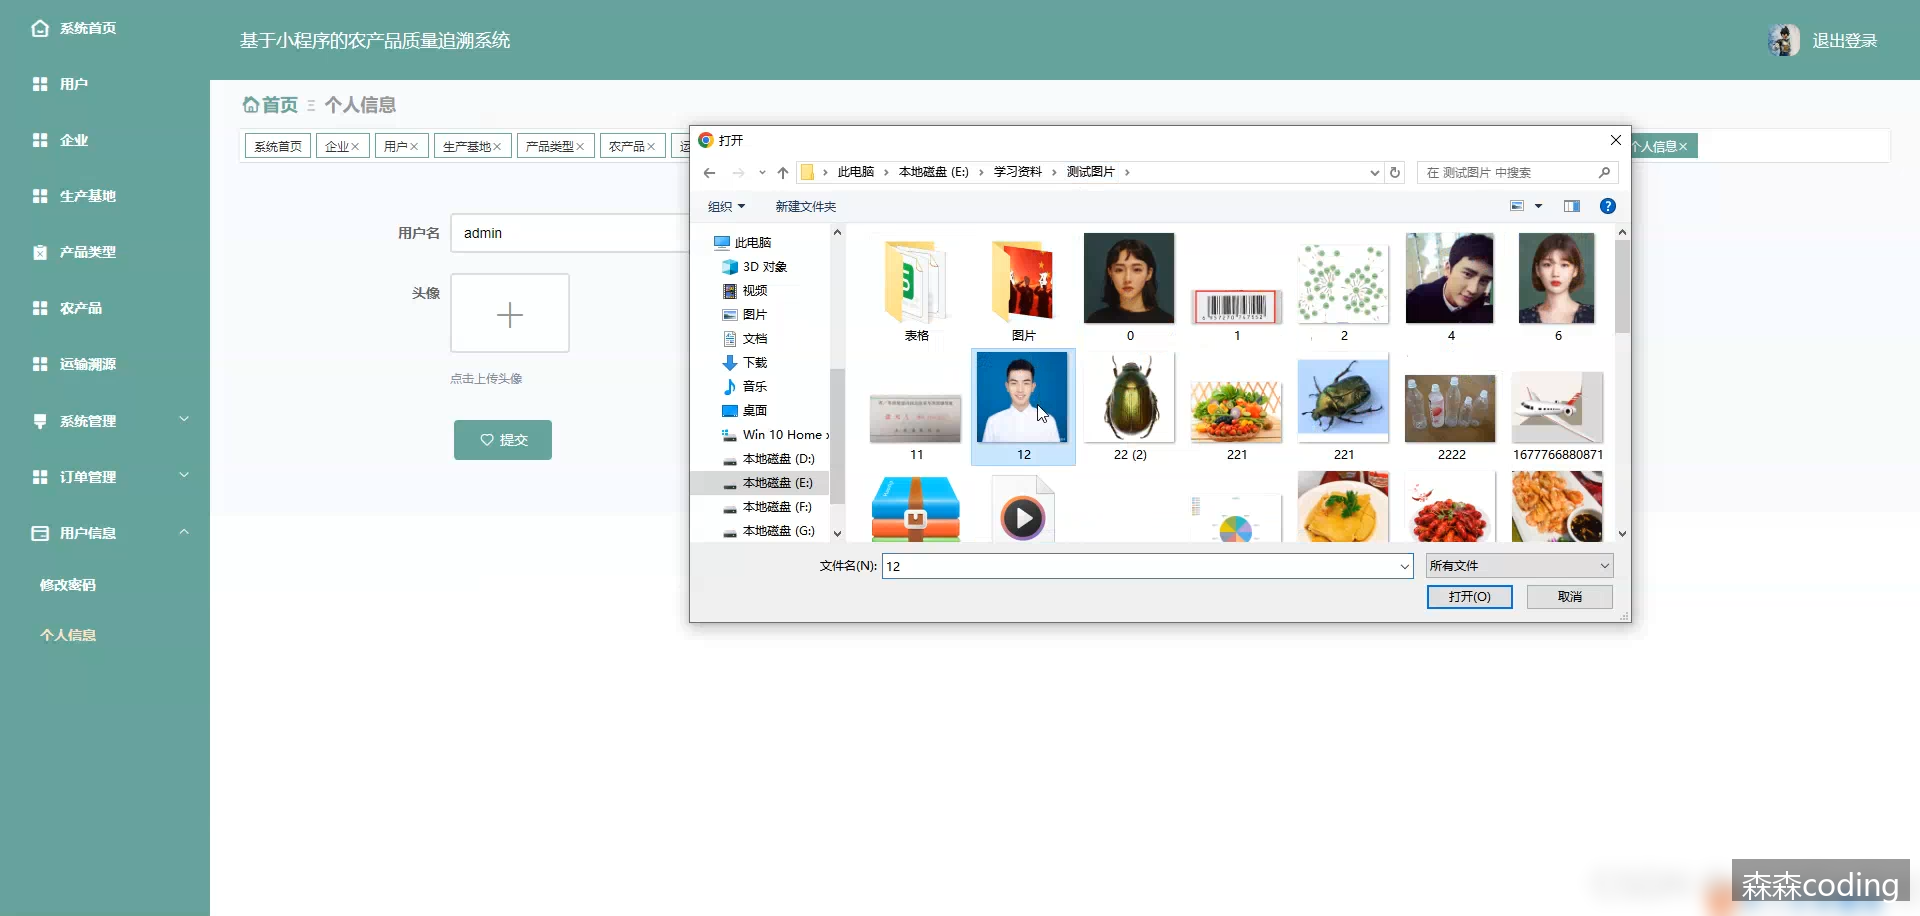 系统首页
用户
企业
生产基地
产品类型
农产品
运输溯源
系统管理
订单管理
用户信息
修改密码
个人信息
基于小程序的农产品质量追溯系统
退出登录
首页 个人信息
系统首页 企业 用户 生产基地 产品类型 农产品 运
个人信息
用户名 admin
头像
点击上传头像
提交
打开
此电脑 本地磁盘 (E:) 学习资料 测试图片
在 测试图片 中搜索
组织 新建文件夹
此电脑
3D 对象
视频
图片
文档
下载
音乐
桌面
Win 10 Home
本地磁盘 (D:)
本地磁盘 (E:)
本地磁盘 (F:)
本地磁盘 (G:)
表格 图片 0 1 2 4 6
11 12 22 (2) 221 221 2222 1677766880871
文件名(N): 12
所有文件
打开(O) 取消
森森coding